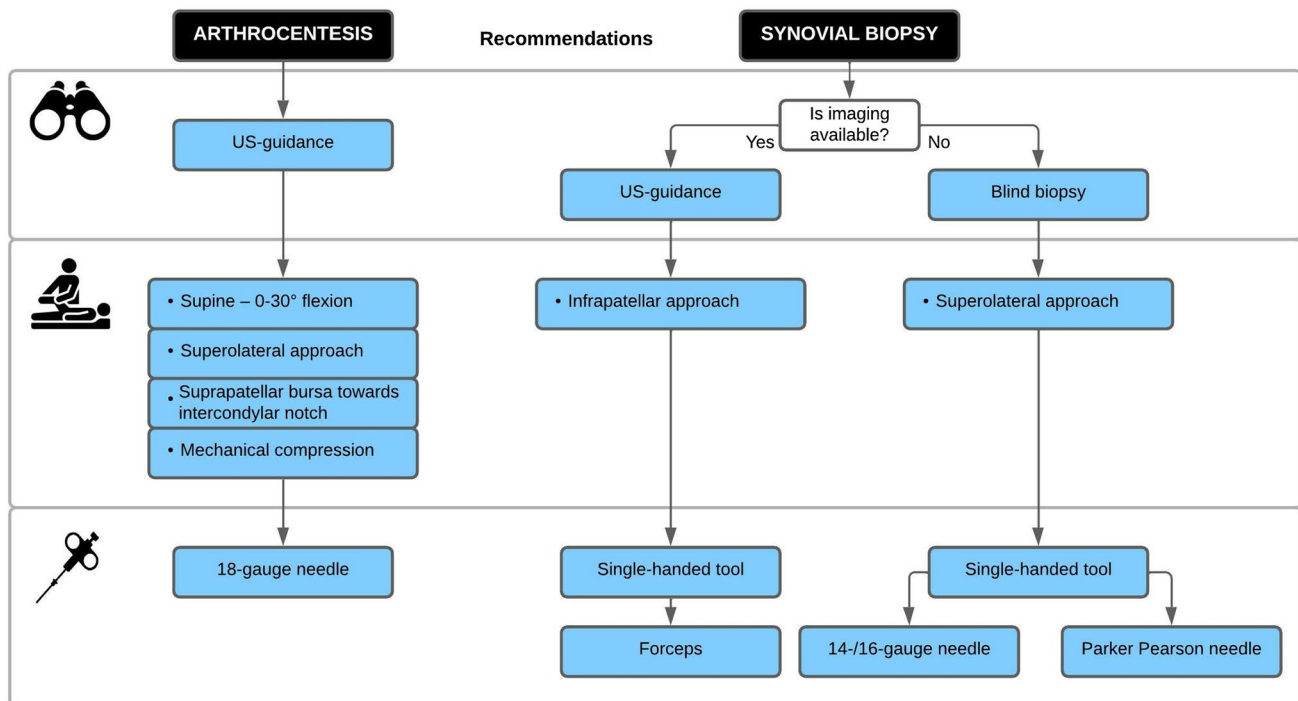 ARTHROCENTESIS
Recommendations
SYNOVIAL BIOPSY
Is imaging
available?
Yes
No
US-guidance
US-guidance
Blind biopsy
• Supine – 0-30° flexion
• Superolateral approach
• Suprapatellar bursa towards
intercondylar notch
• Mechanical compression
• Infrapatellar approach
• Superolateral approach
18-gauge needle
Single-handed tool
Single-handed tool
Forceps
14-/16-gauge needle
Parker Pearson needle